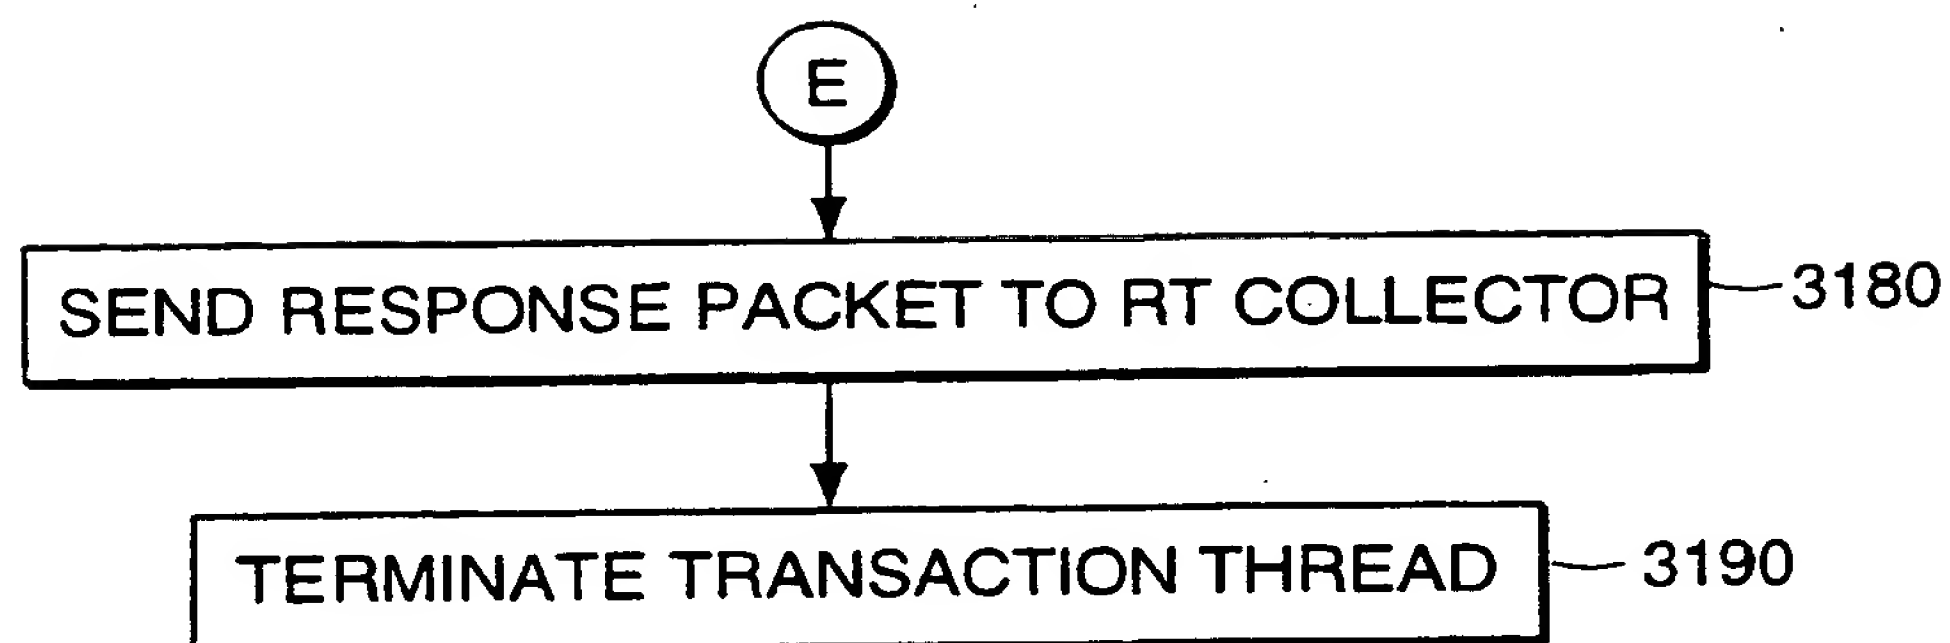 E
SEND RESPONSE PACKET TO RT COLLECTOR
3180
TERMINATE TRANSACTION THREAD
3190